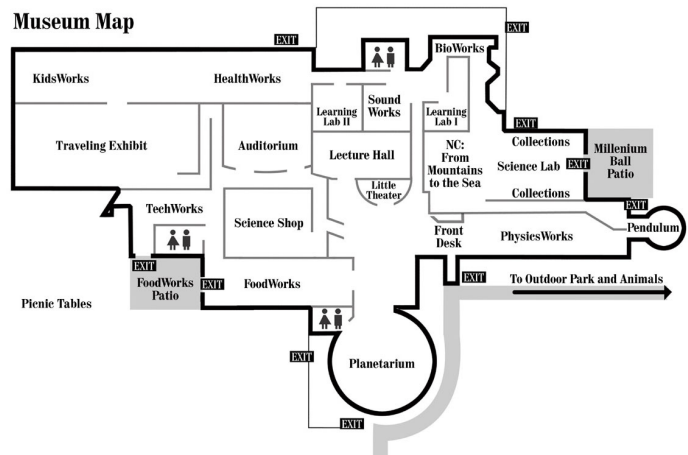 Museum Map
EXIT
EXIT
BioWorks
KidsWorks
HealthWorks
Sound
Works
Learning
Lab II
Learning
Lab I
EXIT
Traveling Exhibit
Auditorium
Lecture Hall
NC:
From
Mountains
to the Sea
Collections
Science Lab
EXIT
Collections
Millenium
Ball
Patio
Little
Theater
EXIT
TechWorks
Science Shop
Front
Desk
PhysiesWorks
Pendulum
EXIT
FoodWorks
Patio
EXIT
FoodWorks
EXIT
To Outdoor Park and Animals
Pienic Tables
EXIT
Planetarium
EXIT